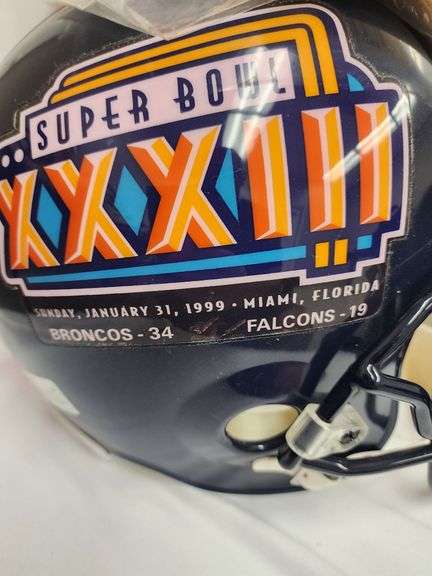 SUPER BOWL
XXXIII
SUNDAY, JANUARY 31, 1999 · MIAMI, FLORIDA
BRONCOS - 34 FALCONS - 19